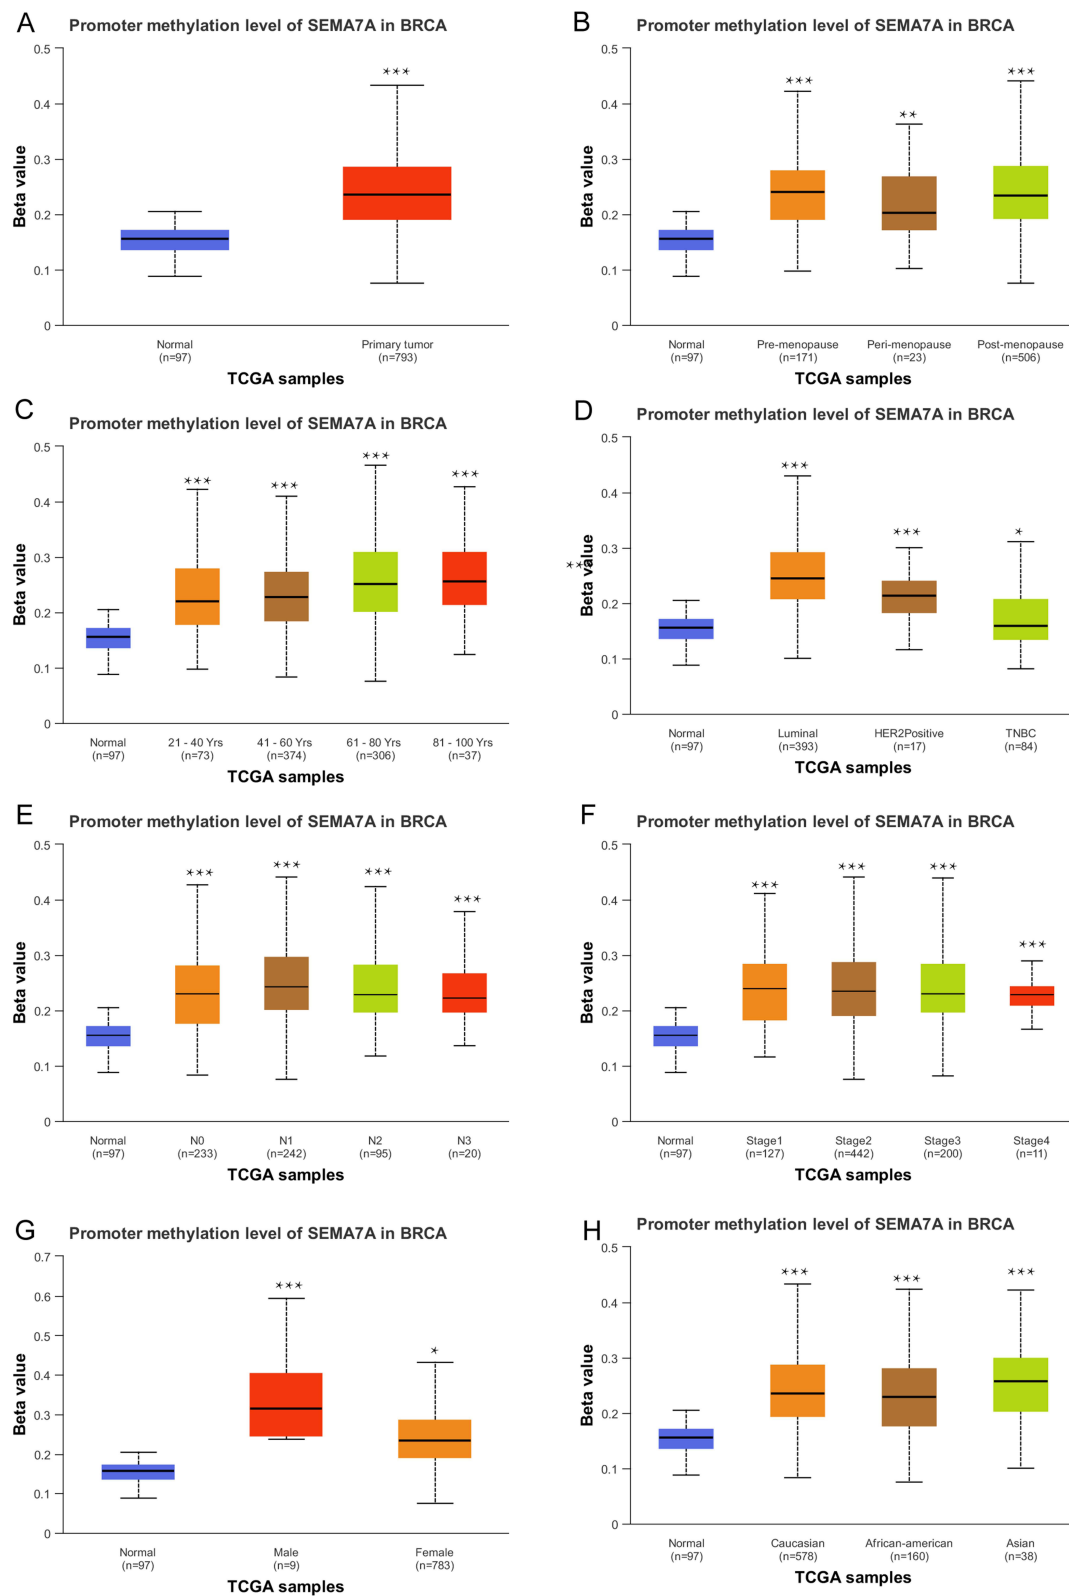 A
Promoter methylation level of SEMA7A in BRCA
0.5
0.4
0.3
0.2
0.1
0
Beta value
***
Normal
(n=97)
Primary tumor
(n=793)
TCGA samples
B
Promoter methylation level of SEMA7A in BRCA
0.5
0.4
0.3
0.2
0.1
0
Beta value
***
**
***
Normal
(n=97)
Pre-menopause
(n=171)
Peri-menopause
(n=23)
Post-menopause
(n=506)
TCGA samples
C
Promoter methylation level of SEMA7A in BRCA
0.5
0.4
0.3
0.2
0.1
0
Beta value
***
***
***
***
Normal
(n=97)
21 - 40 Yrs
(n=73)
41 - 60 Yrs
(n=374)
61 - 80 Yrs
(n=306)
81 - 100 Yrs
(n=37)
TCGA samples
D
Promoter methylation level of SEMA7A in BRCA
0.5
0.4
0.3
0.2
0.1
0
Beta value
**
***
***
*
Normal
(n=97)
Luminal
(n=393)
HER2Positive
(n=17)
TNBC
(n=84)
TCGA samples
E
Promoter methylation level of SEMA7A in BRCA
0.5
0.4
0.3
0.2
0.1
0
Beta value
***
***
***
***
Normal
(n=97)
N0
(n=233)
N1
(n=242)
N2
(n=95)
N3
(n=20)
TCGA samples
F
Promoter methylation level of SEMA7A in BRCA
0.5
0.4
0.3
0.2
0.1
0
Beta value
***
***
***
***
Normal
(n=97)
Stage1
(n=127)
Stage2
(n=442)
Stage3
(n=200)
Stage4
(n=11)
TCGA samples
G
Promoter methylation level of SEMA7A in BRCA
0.7
0.6
0.5
0.4
0.3
0.2
0.1
0
Beta value
***
*
Normal
(n=97)
Male
(n=9)
Female
(n=783)
TCGA samples
H
Promoter methylation level of SEMA7A in BRCA
0.5
0.4
0.3
0.2
0.1
0
Beta value
***
***
***
Normal
(n=97)
Caucasian
(n=578)
African-american
(n=160)
Asian
(n=38)
TCGA samples